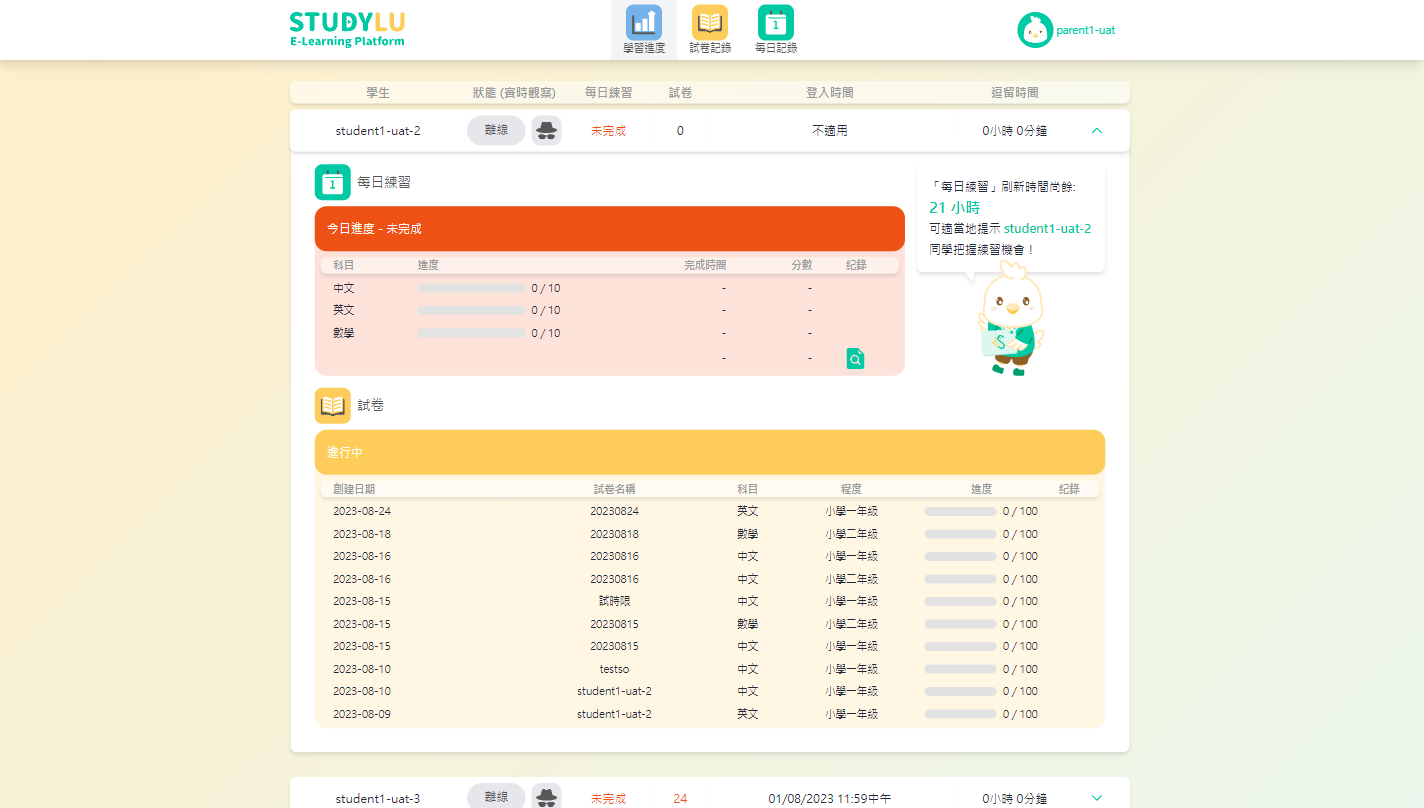 STUDYLU
E-Learning Platform
學習進度 試卷記錄 每日記錄
parent1-uat
學生 狀態 (實時觀察) 每日練習 試卷 登入時間 逗留時間
student1-uat-2 離線 未完成 0 不適用 0小時 0分鐘
1 每日練習
今日進度 - 未完成
科目 進度 完成時間 分數 纪錄
中文 0 / 10 - -
英文 0 / 10 - -
數學 0 / 10 - -
- -
「每日練習」刷新時間尚餘:
21 小時
可適當地提示 student1-uat-2
同學把握練習機會！
S
試卷
進行中
創建日期 試卷名稱 科目 程度 進度 纪錄
2023-08-24 20230824 英文 小學一年級 0 / 100
2023-08-18 20230818 數學 小學二年級 0 / 100
2023-08-16 20230816 中文 小學一年級 0 / 100
2023-08-16 20230816 中文 小學二年級 0 / 100
2023-08-15 試時限 中文 小學一年級 0 / 100
2023-08-15 20230815 數學 小學二年級 0 / 100
2023-08-15 20230815 中文 小學一年級 0 / 100
2023-08-10 testso 中文 小學一年級 0 / 100
2023-08-10 student1-uat-2 中文 小學一年級 0 / 100
2023-08-09 student1-uat-2 英文 小學一年級 0 / 100
student1-uat-3 離線 未完成 24 01/08/2023 11:59中午 0小時 0分鐘